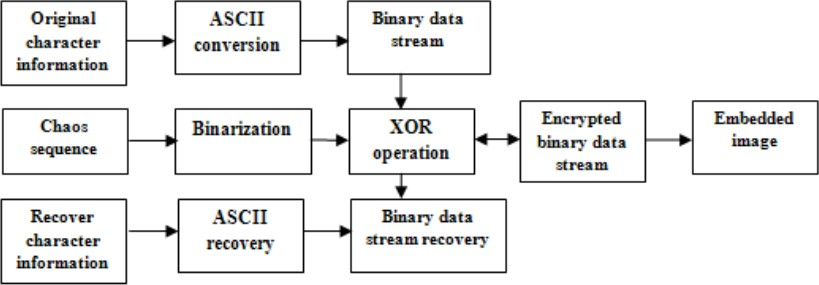 Original
character
information
ASCII
conversion
Binary data
stream
Chaos
sequence
Binarization
XOR
operation
Encrypted
binary data
stream
Embedded
image
Recover
character
information
ASCII
recovery
Binary data
stream recovery